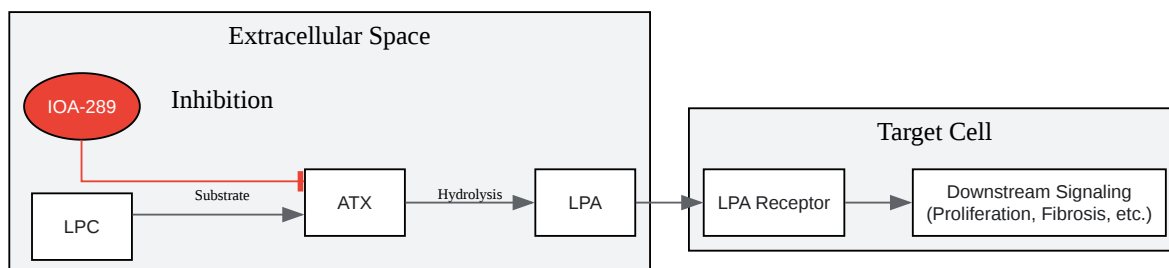 Extracellular Space
IOA-289
Inhibition
Target Cell
Substrate
Hydrolysis
LPC
ATX
LPA
LPA Receptor
Downstream Signaling
(Proliferation, Fibrosis, etc.)